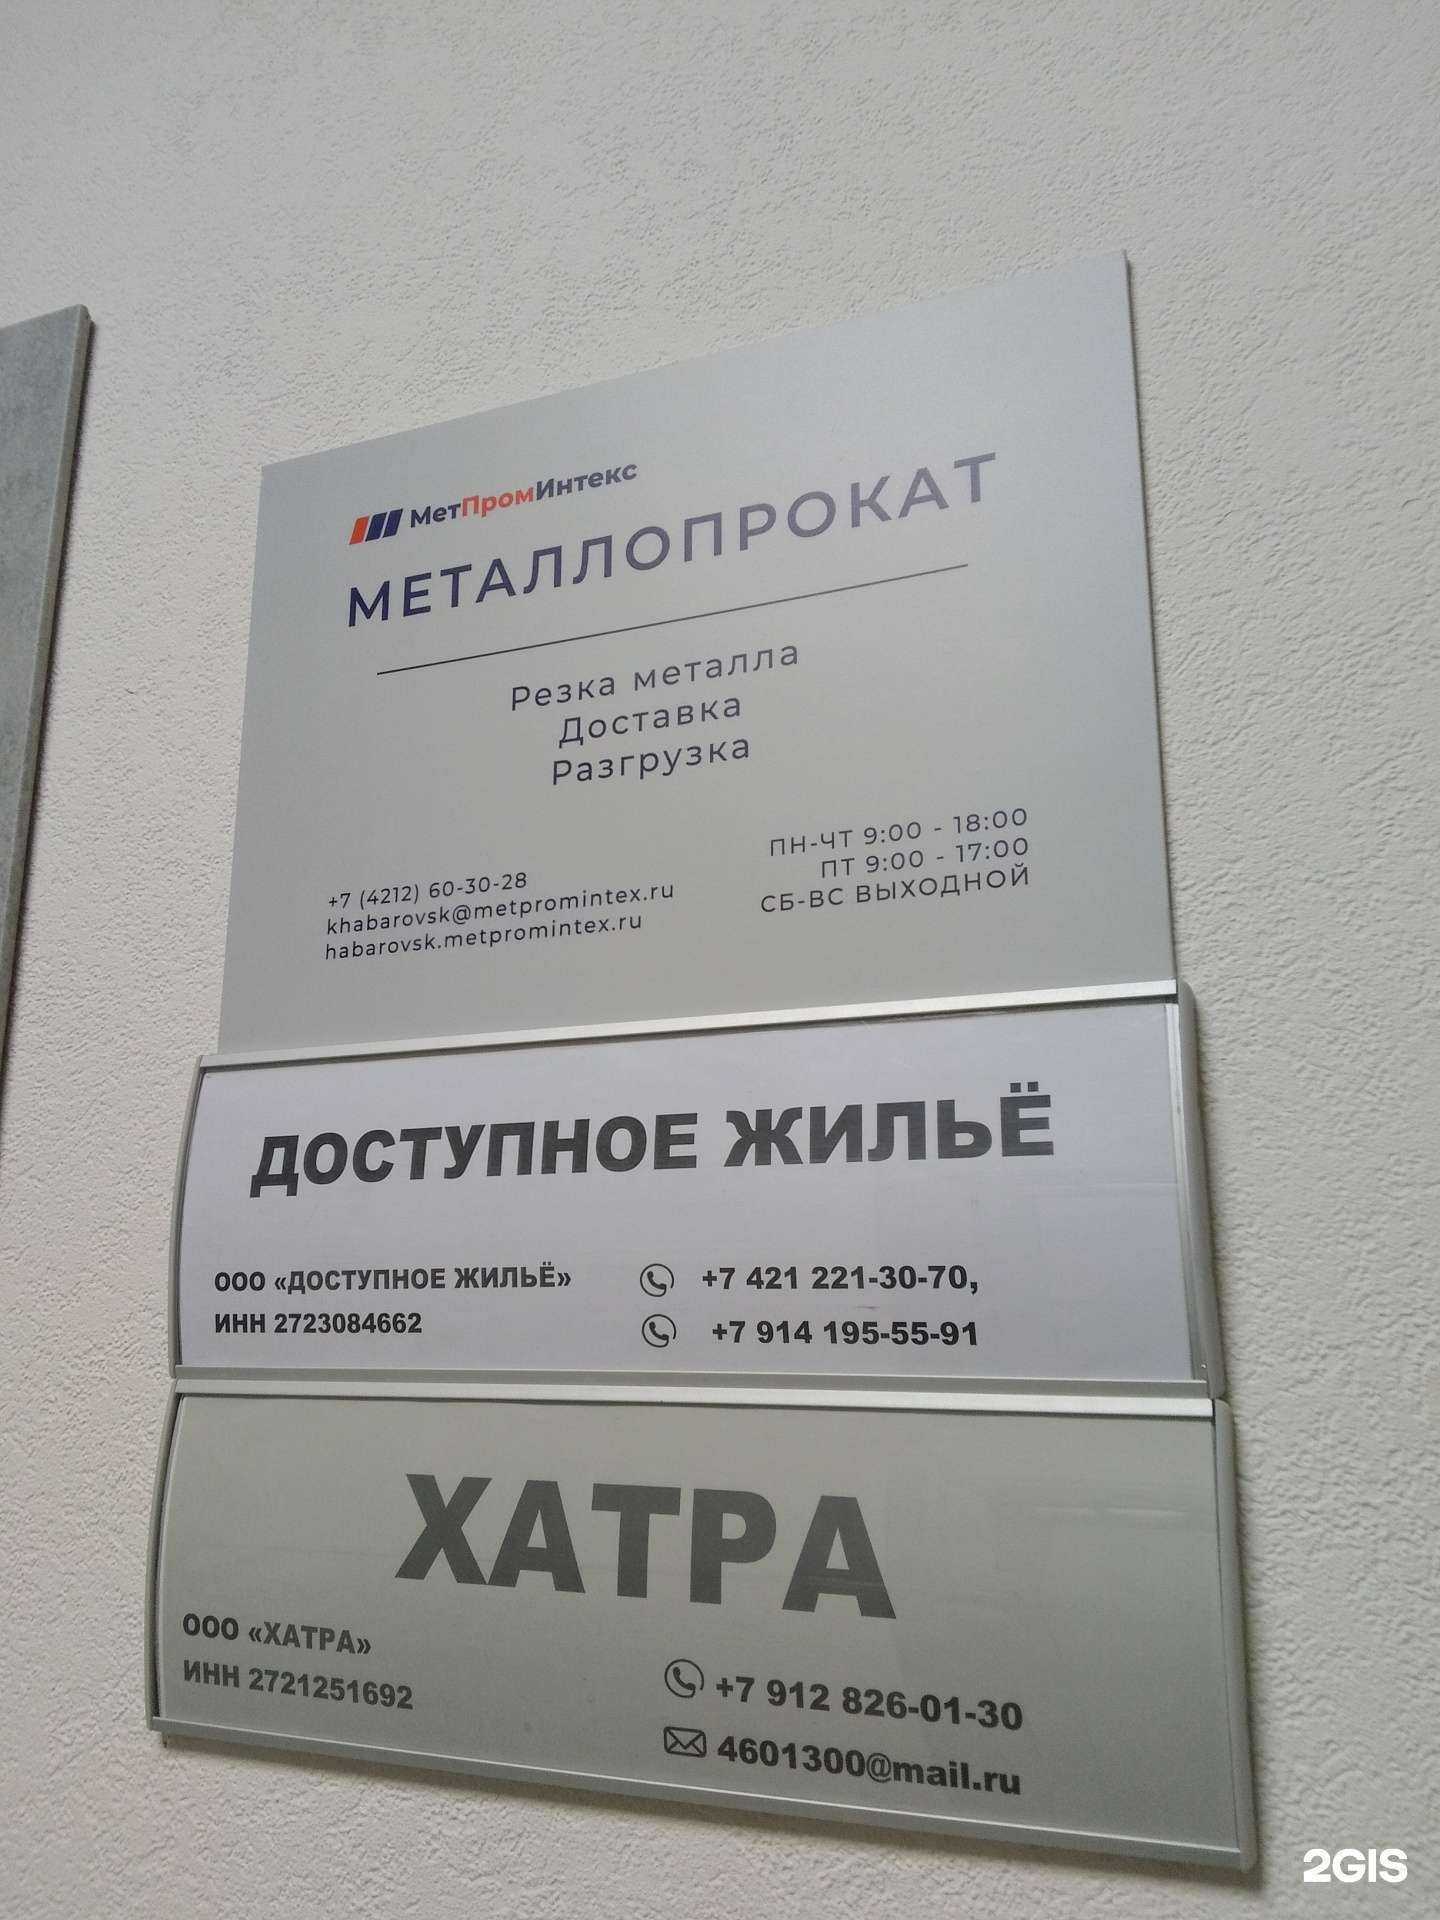 МетПромИнтекс
МЕТАЛЛОПРОКАТ
Резка металла
Доставка
Разгрузка
+7 (4212) 60-30-28
khabarovsk@metpromintex.ru
habarovsk.metpromintex.ru
ПН-ЧТ 9:00 - 18:00
ПТ 9:00 - 17:00
СБ-ВС ВЫХОДНОЙ
ДОСТУПНОЕ ЖИЛЬЁ
ООО «ДОСТУПНОЕ ЖИЛЬЁ»
ИНН 2723084662
+7 421 221-30-70,
+7 914 195-55-91
ХАТРА
ООО «ХАТРА»
ИНН 2721251692
+7 912 826-01-30
4601300@mail.ru
2GIS